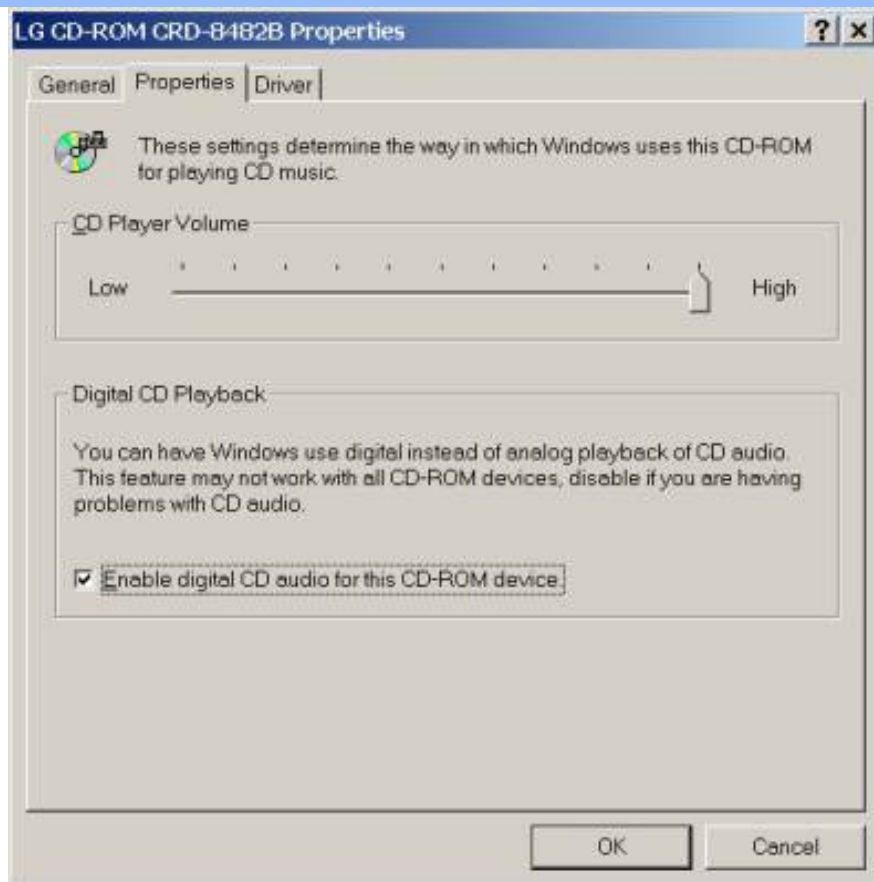 LG CD-ROM CRD-8482B Properties
General Properties Driver
These settings determine the way in which Windows uses this CD-ROM
for playing CD music.
CD Player Volume
Low High
Digital CD Playback
You can have Windows use digital instead of analog playback of CD audio.
This feature may not work with all CD-ROM devices, disable if you are having
problems with CD audio.
Enable digital CD audio for this CD-ROM device.
OK Cancel